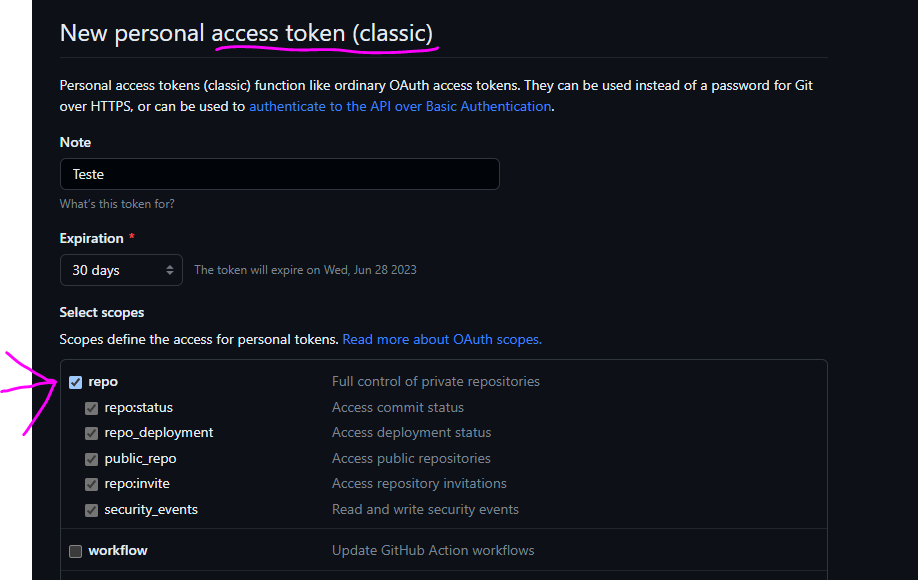 New personal access token (classic)
Personal access tokens (classic) function like ordinary OAuth access tokens. They can be used instead of a password for Git
over HTTPS, or can be used to authenticate to the API over Basic Authentication.
Note
Teste
What's this token for?
Expiration *
30 days The token will expire on Wed, Jun 28 2023
Select scopes
Scopes define the access for personal tokens. Read more about OAuth scopes.
repo Full control of private repositories
repo:status Access commit status
repo_deployment Access deployment status
public_repo Access public repositories
repo:invite Access repository invitations
security_events Read and write security events
workflow Update GitHub Action workflows